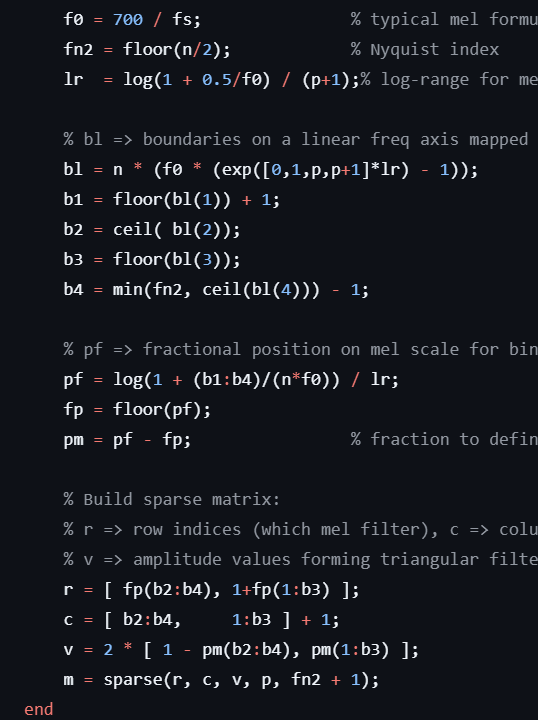 f0 = 700 / fs; % typical mel formu
fn2 = floor(n/2); % Nyquist index
lr = log(1 + 0.5/f0) / (p+1);% log-range for me
% bl => boundaries on a linear freq axis mapped
bl = n * (f0 * (exp([0,1,p,p+1]*lr) - 1));
b1 = floor(bl(1)) + 1;
b2 = ceil( bl(2));
b3 = floor(bl(3));
b4 = min(fn2, ceil(bl(4))) - 1;
% pf => fractional position on mel scale for bin
pf = log(1 + (b1:b4)/(n*f0)) / lr;
fp = floor(pf);
pm = pf - fp; % fraction to defin
% Build sparse matrix:
% r => row indices (which mel filter), c => colu
% v => amplitude values forming triangular filte
r = [ fp(b2:b4), 1+fp(1:b3) ];
c = [ b2:b4, 1:b3 ] + 1;
v = 2 * [ 1 - pm(b2:b4), pm(1:b3) ];
m = sparse(r, c, v, p, fn2 + 1);
end